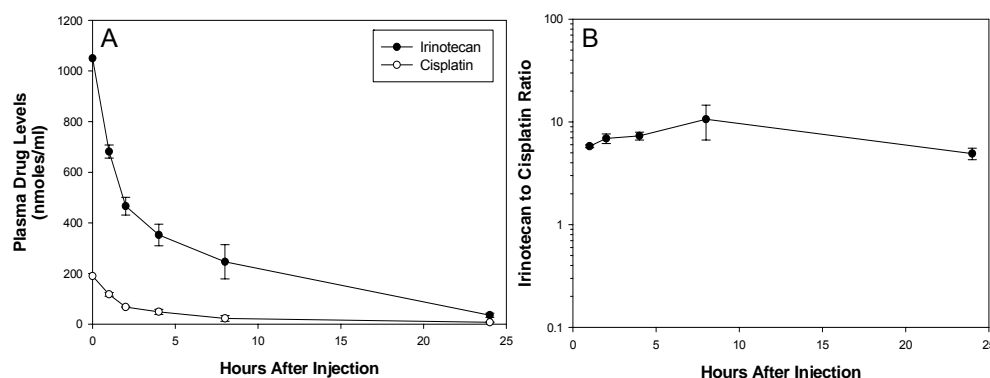 A
Irinotecan
Cisplatin
1200
1000
800
600
400
200
0
Plasma Drug Levels
(nmoles/ml)
0 5 10 15 20 25
Hours After Injection
B
100
10
1
0.1
Irinotecan to Cisplatin Ratio
0 5 10 15 20 25
Hours After Injection